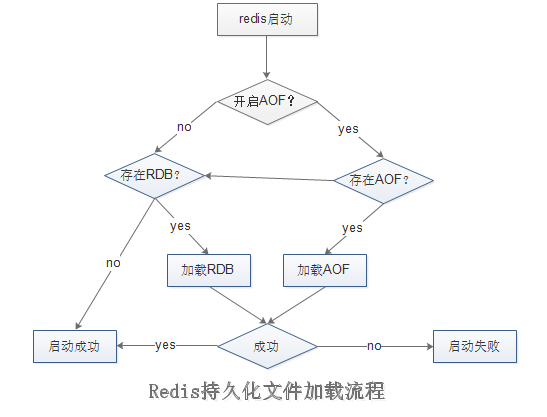 redis启动
开启AOF?
no
yes
存在RDB?
存在AOF?
yes
yes
no
加载RDB
加载AOF
启动成功
yes
成功
no
启动失败
Redis持久化文件加载流程